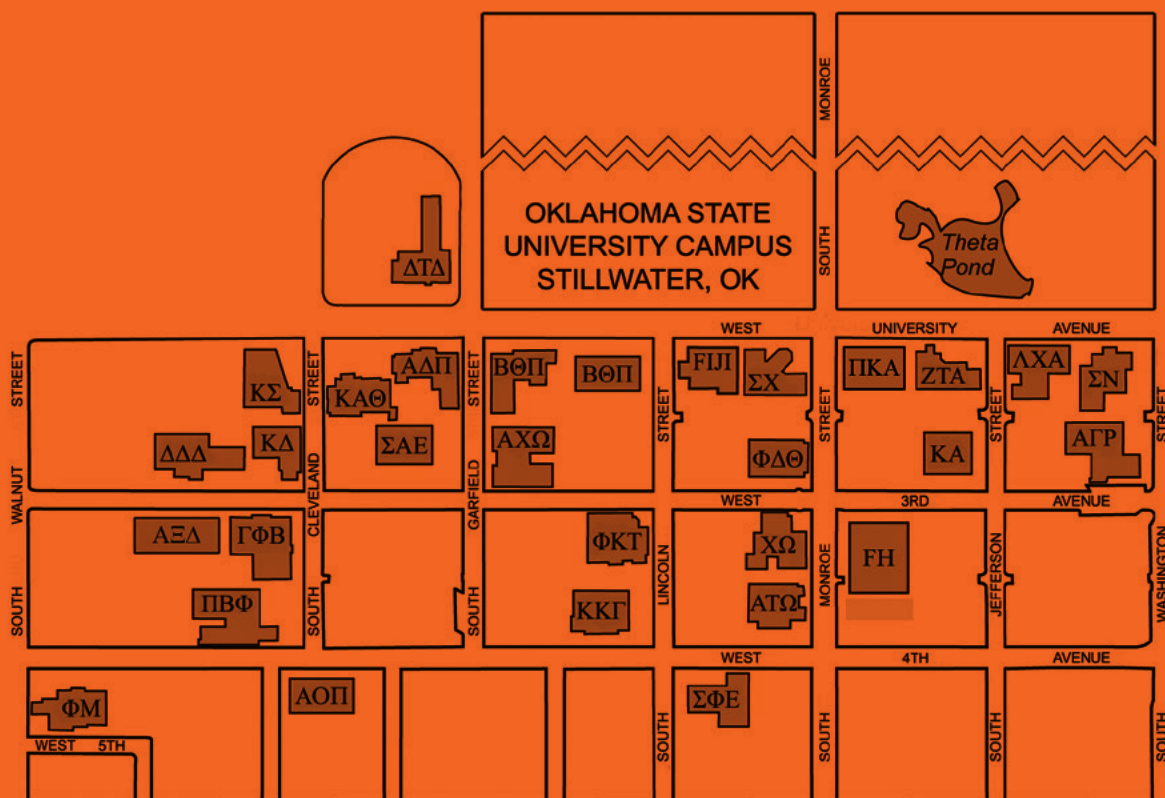 MONROE
SOUTH
OKLAHOMA STATE
UNIVERSITY CAMPUS
STILLWATER, OK
Theta
Pond
ΔΤΔ
WEST UNIVERSITY AVENUE
STREET
STREET
STREET
STREET
STREET
STREET
STREET
ΚΣ
ΚΑΘ
ΑΔΠ
ΒΘΠ
ΒΘΠ
FIJI
ΣΧ
ΠΚΑ
ΖΤΑ
ΛΧΑ
ΣΝ
ΔΔΔ
ΚΔ
ΣΑΕ
ΑΧΩ
ΦΔΘ
ΚΑ
ΑΓΡ
WALNUT
CLEVELAND
GARFIELD
WEST 3RD AVENUE
ΑΞΔ
ΓΦΒ
ΦΚΤ
ΧΩ
FH
LINCOLN
MONROE
JEFFERSON
WASHINGTON
ΠΒΦ
ΚΚΓ
ΑΤΩ
SOUTH
SOUTH
SOUTH
WEST 4TH AVENUE
ΦΜ
ΑΟΠ
ΣΦΕ
WEST 5TH
SOUTH
SOUTH
SOUTH
SOUTH